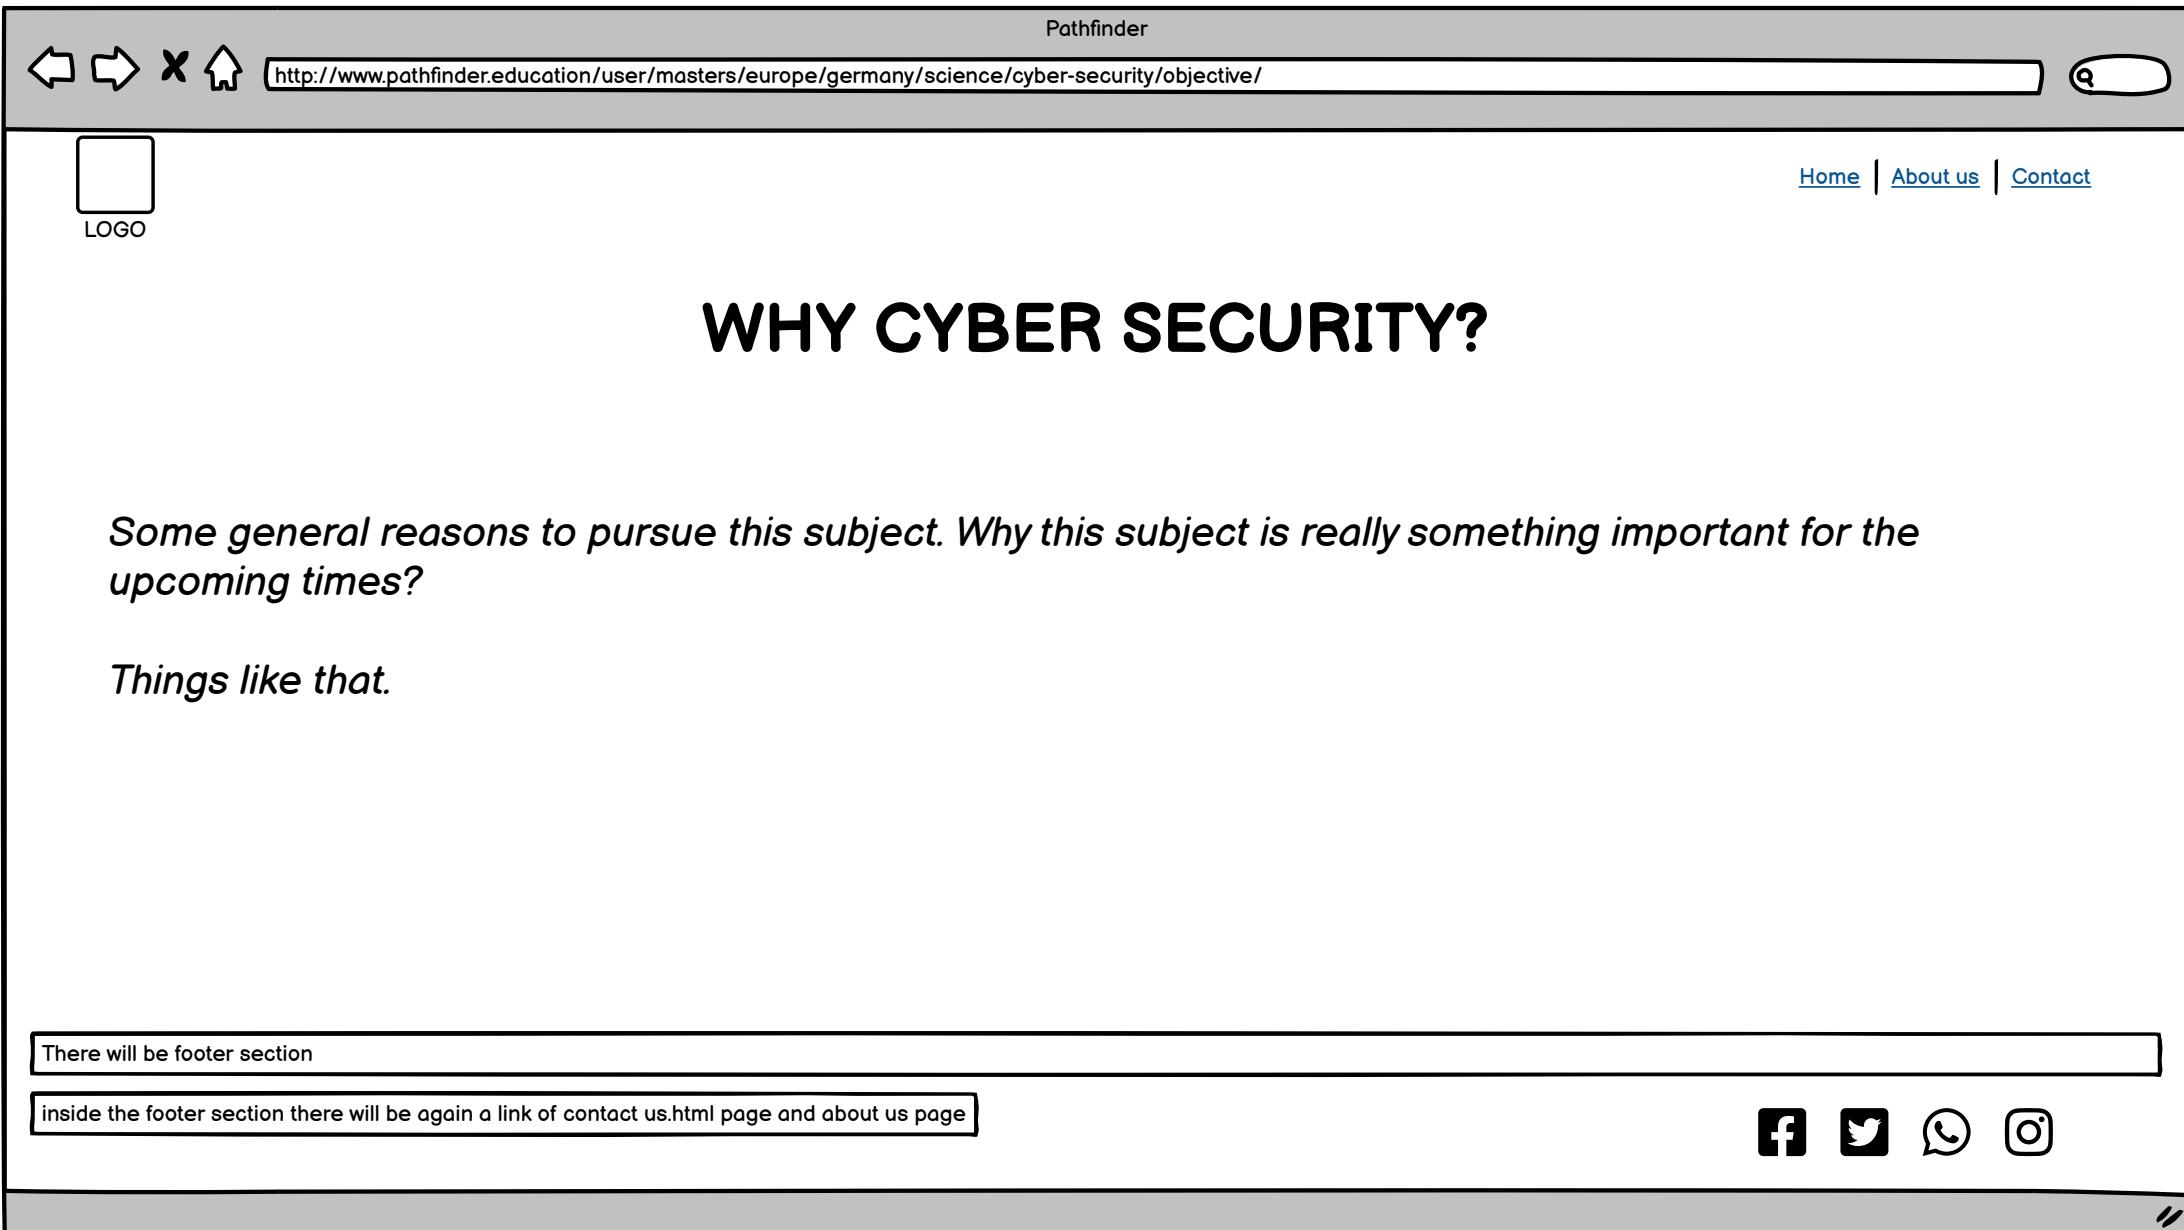 Pathfinder
http://www.pathfinder.education/user/masters/europe/germany/science/cyber-security/objective/
LOGO
Home
About us
Contact
WHY CYBER SECURITY?
Some general reasons to pursue this subject. Why this subject is really something important for the
upcoming times?
Things like that.
There will be footer section
inside the footer section there will be again a link of contact us.html page and about us page